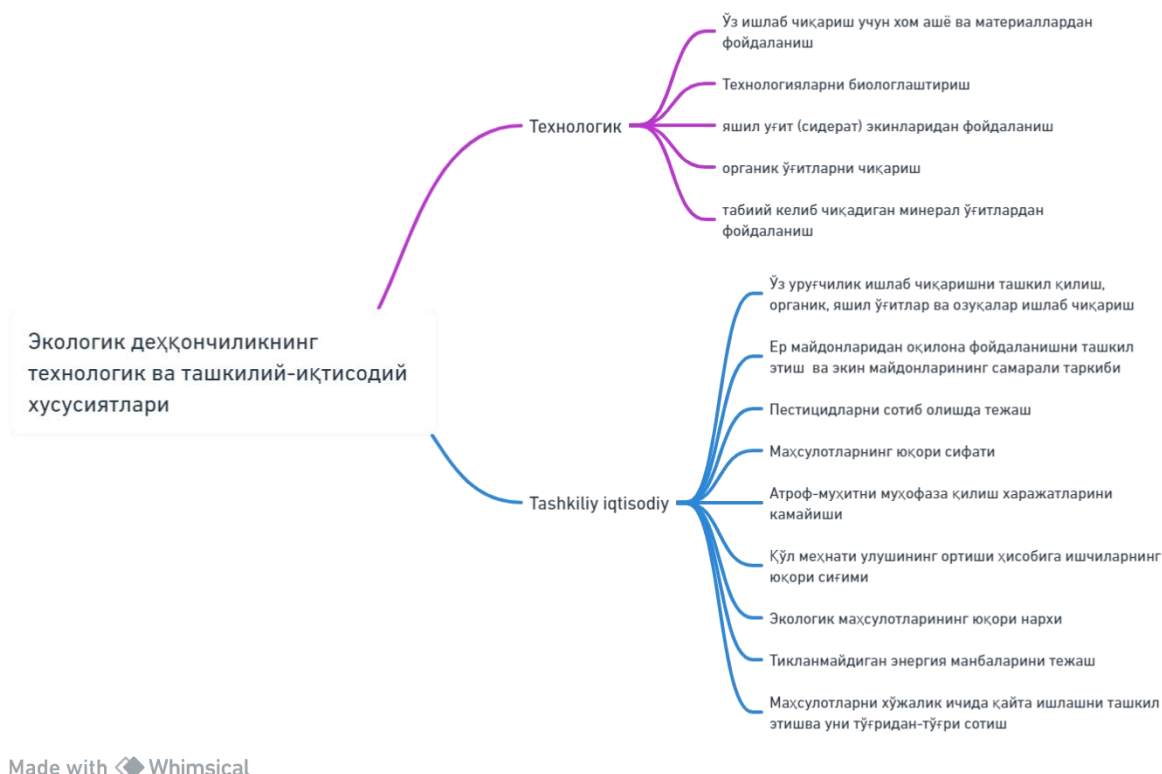 Ўз ишлаб чиқариш учун хом ашё ва материаллардан
фойдаланиш
Технологияларни биологлаштириш
Технологик
яшил уғит (сидерат) экинларидан фойдаланиш
органик ўғитларни чиқариш
табиий келиб чиқадиган минерал ўғитлардан
фойдаланиш
Экологик деҳқончиликнинг
технологик ва ташкилий-иқтисодий
хусусиятлари
Ўз уруғчилик ишлаб чиқаришни ташкил қилиш,
органик, яшил ўғитлар ва озуқалар ишлаб чиқариш
Ер майдонларидан оқилона фойдаланишни ташкил
этиш ва экин майдонларининг самарали таркиби
Пестицидларни сотиб олишда тежаш
Маҳсулотларнинг юқори сифати
Tashkiliy iqtisodiy
Атроф-муҳитни муҳофаза қилиш харажатларини
камайиши
Қўл меҳнати улушининг ортиши ҳисобига ишчиларнинг
юқори сиғими
Экологик маҳсулотларининг юқори нархи
Тикланмайдиган энергия манбаларини тежаш
Маҳсулотларни хўжалик ичида қайта ишлашни ташкил
этишва уни тўғридан-тўғри сотиш
Made with Whimsical